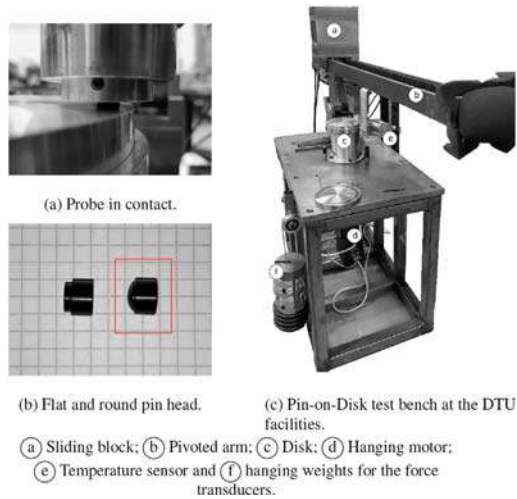 (a) Probe in contact.
(b) Flat and round pin head.
a
b
c
e
d
f
(c) Pin-on-Disk test bench at the DTU
facilities.
a Sliding block; b Pivoted arm; c Disk; d Hanging motor;
e Temperature sensor and f hanging weights for the force
transducers.